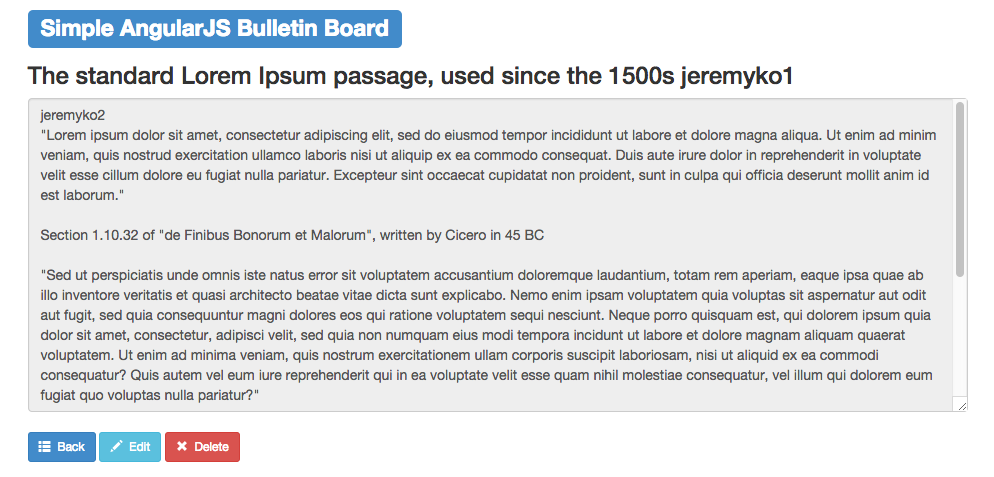 Simple AngularJS Bulletin Board
The standard Lorem Ipsum passage, used since the 1500s jeremyko1
jeremyko2
"Lorem ipsum dolor sit amet, consectetur adipiscing elit, sed do eiusmod tempor incididunt ut labore et dolore magna aliqua. Ut enim ad minim
veniam, quis nostrud exercitation ullamco laboris nisi ut aliquip ex ea commodo consequat. Duis aute irure dolor in reprehenderit in voluptate
velit esse cillum dolore eu fugiat nulla pariatur. Excepteur sint occaecat cupidatat non proident, sunt in culpa qui officia deserunt mollit anim id
est laborum."
Section 1.10.32 of "de Finibus Bonorum et Malorum", written by Cicero in 45 BC
"Sed ut perspiciatis unde omnis iste natus error sit voluptatem accusantium doloremque laudantium, totam rem aperiam, eaque ipsa quae ab
illo inventore veritatis et quasi architecto beatae vitae dicta sunt explicabo. Nemo enim ipsam voluptatem quia voluptas sit aspernatur aut odit
aut fugit, sed quia consequuntur magni dolores eos qui ratione voluptatem sequi nesciunt. Neque porro quisquam est, qui dolorem ipsum quia
dolor sit amet, consectetur, adipisci velit, sed quia non numquam eius modi tempora incidunt ut labore et dolore magnam aliquam quaerat
voluptatem. Ut enim ad minima veniam, quis nostrum exercitationem ullam corporis suscipit laboriosam, nisi ut aliquid ex ea commodi
consequatur? Quis autem vel eum iure reprehenderit qui in ea voluptate velit esse quam nihil molestiae consequatur, vel illum qui dolorem eum
fugiat quo voluptas nulla pariatur?"
Back Edit Delete